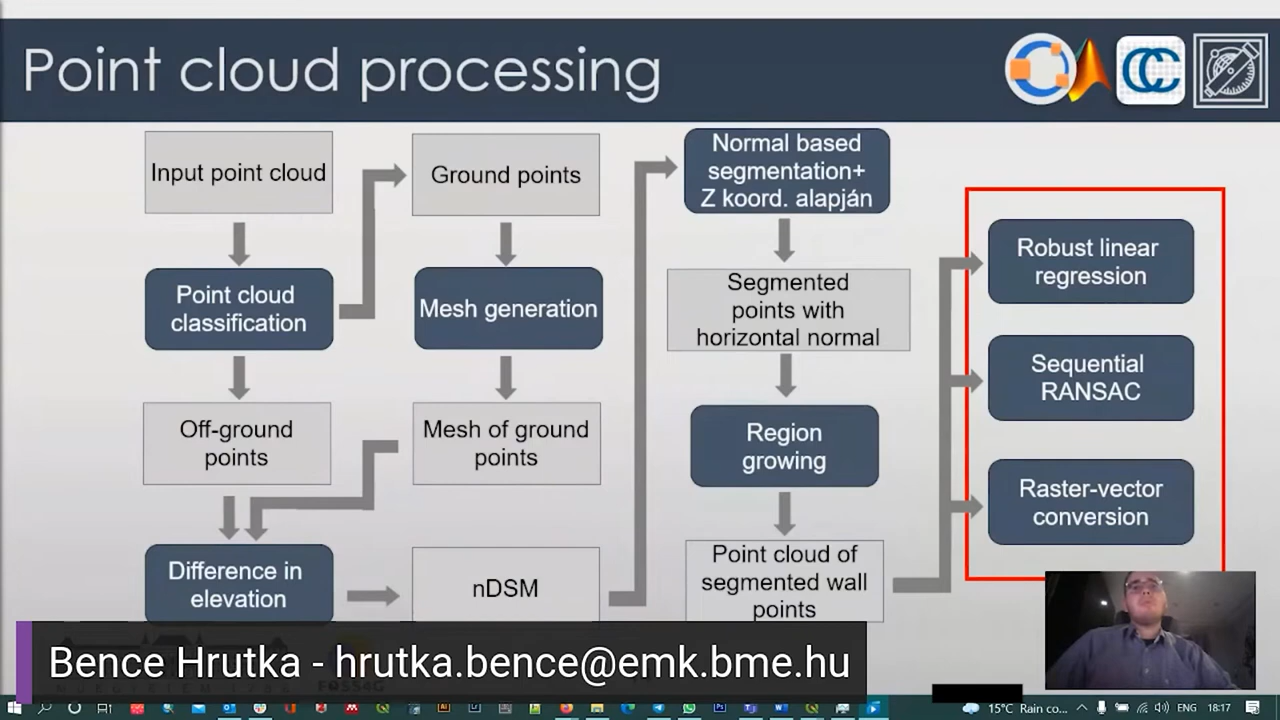 Point cloud processing
Input point cloud
Point cloud
classification
Off-ground
points
Difference in
elevation
Ground points
Mesh generation
Mesh of ground
points
nDSM
Normal based
segmentation+
Z koord. alapján
Segmented
points with
horizontal normal
Region
growing
Point cloud of
segmented wall
points
Robust linear
regression
Sequential
RANSAC
Raster-vector
conversion
Bence Hrutka - hrutka.bence@emk.bme.hu
15°C Rain co... ENG 18:17